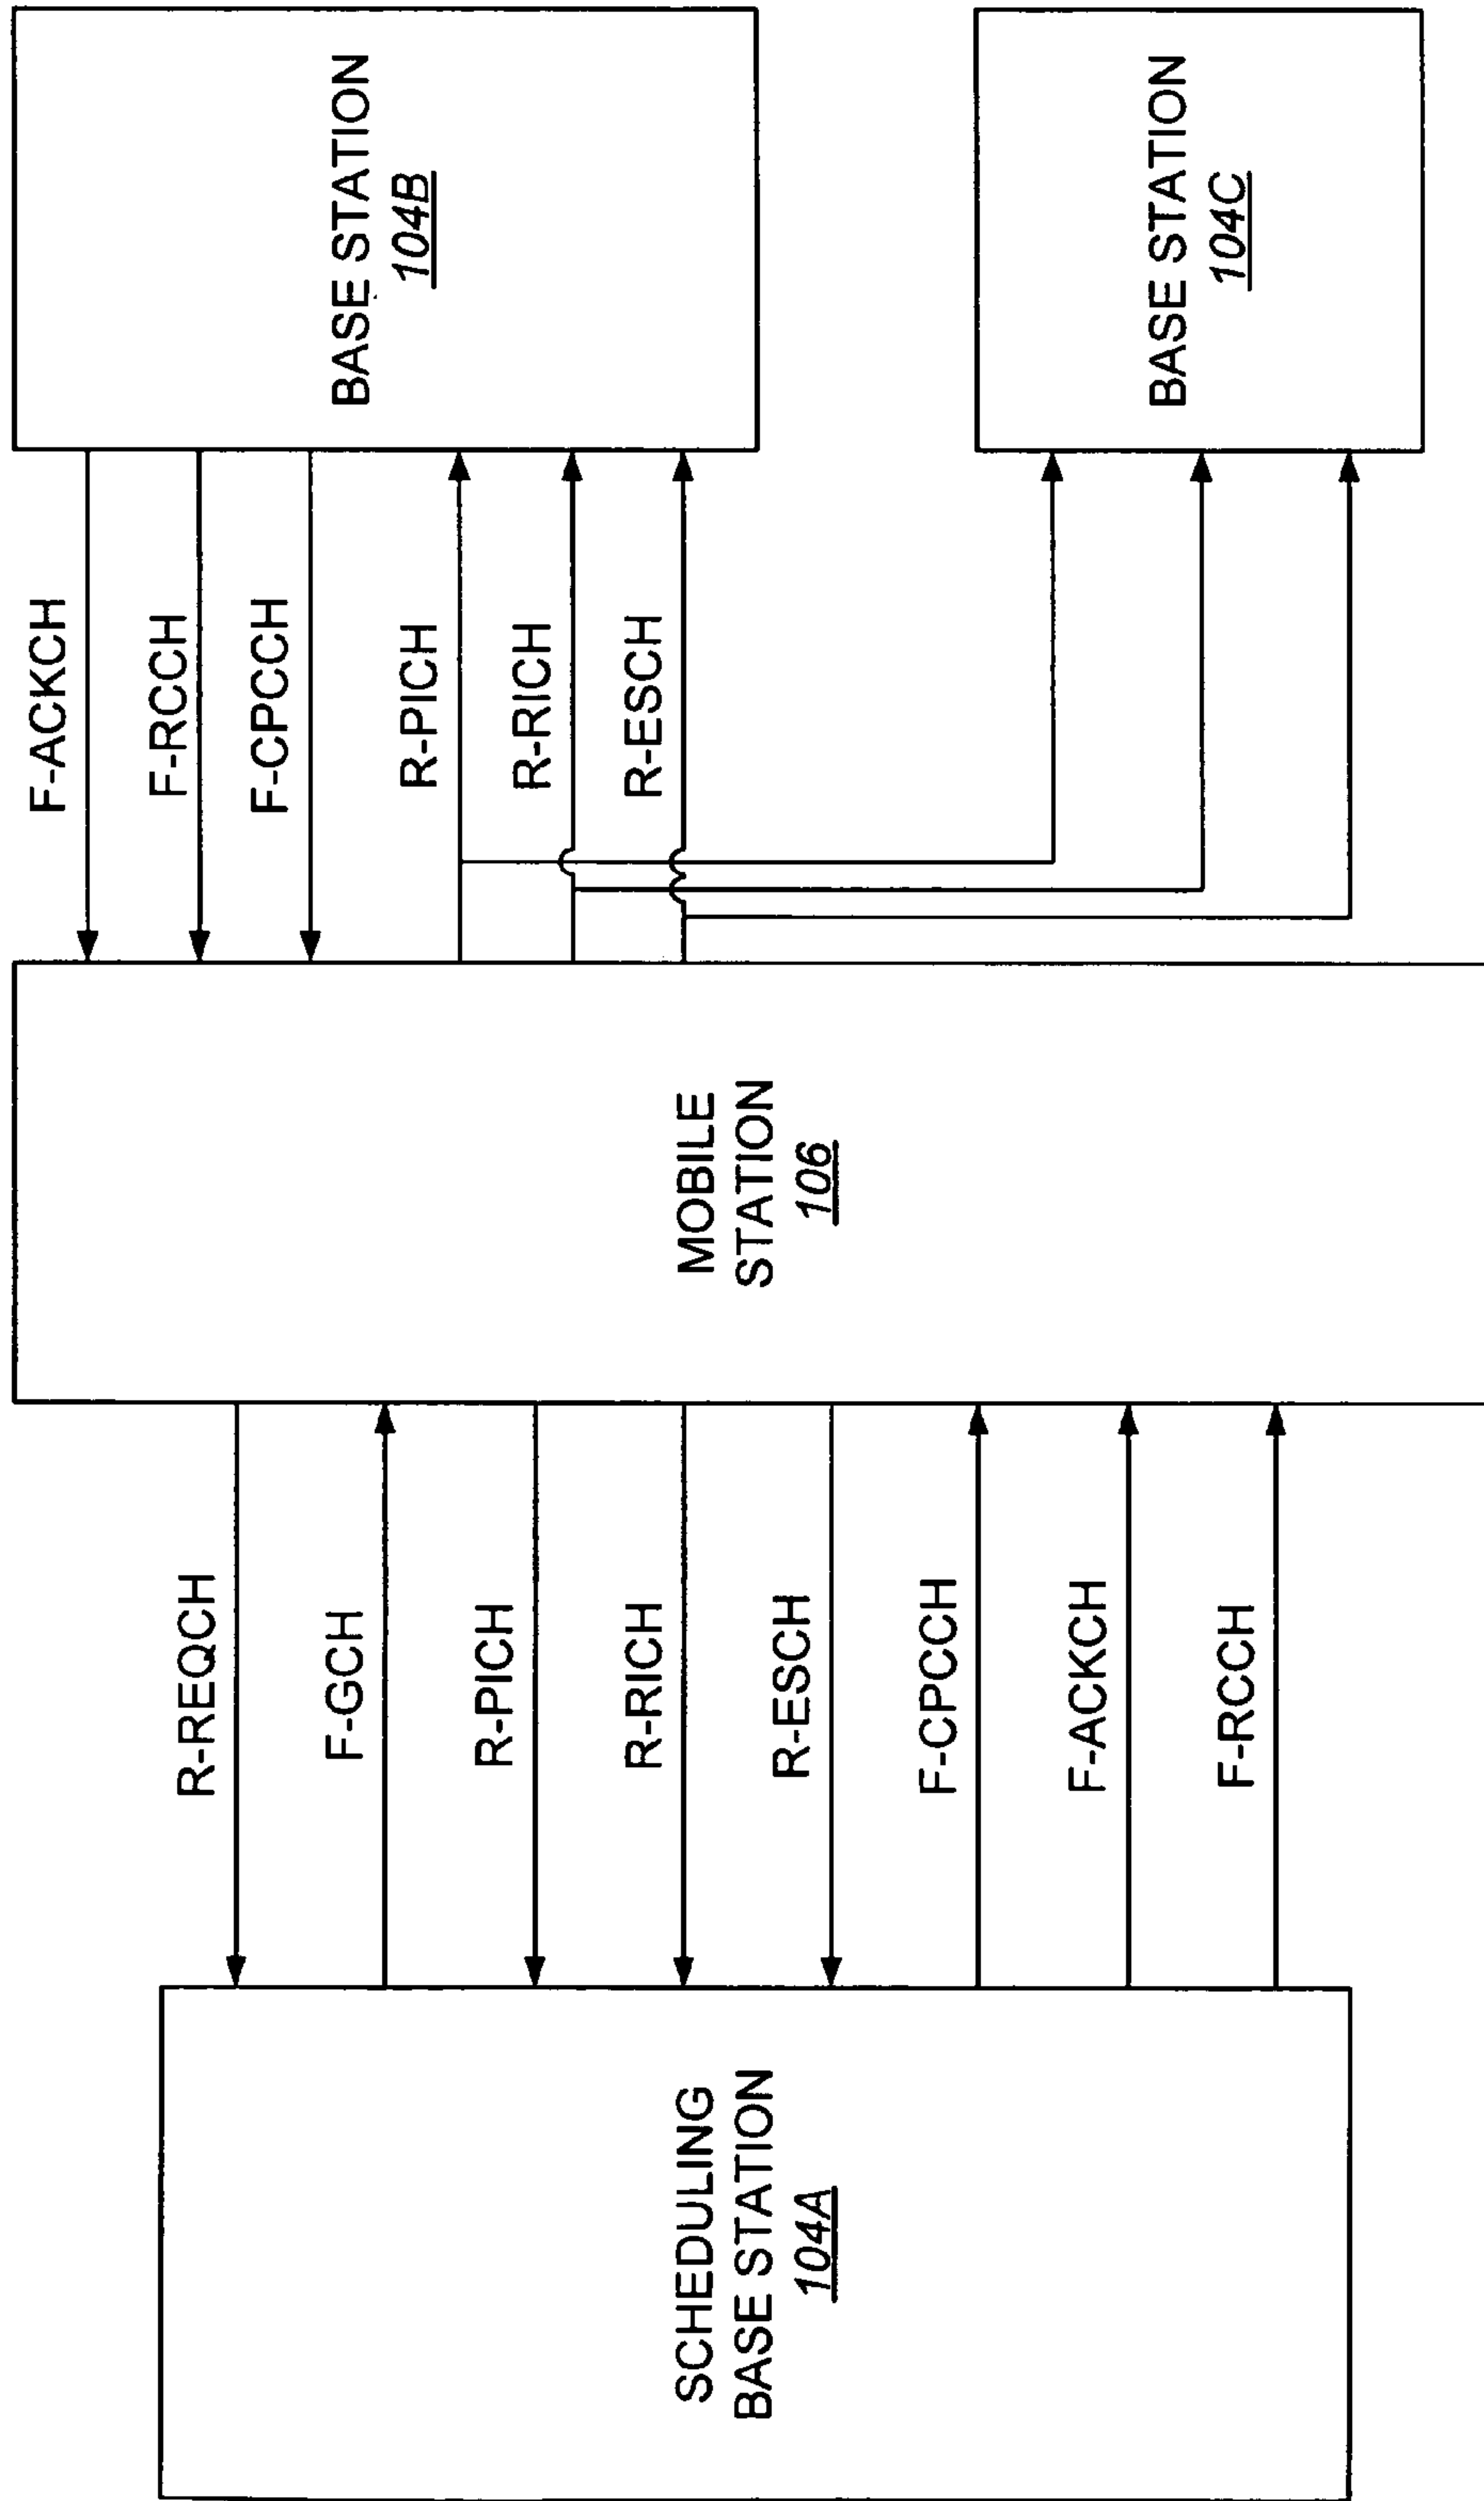 SCHEDULING
BASE STATION
104A
R-REQCH
F-GCH
R-PICH
R-RICH
R-ESCH
F-CPCCH
F-ACKCH
F-RCCH
MOBILE
STATION
106
F-ACKCH
F-RCCH
F-CPCCH
R-PICH
R-RICH
R-ESCH
BASE STATION
104B
BASE STATION
104C